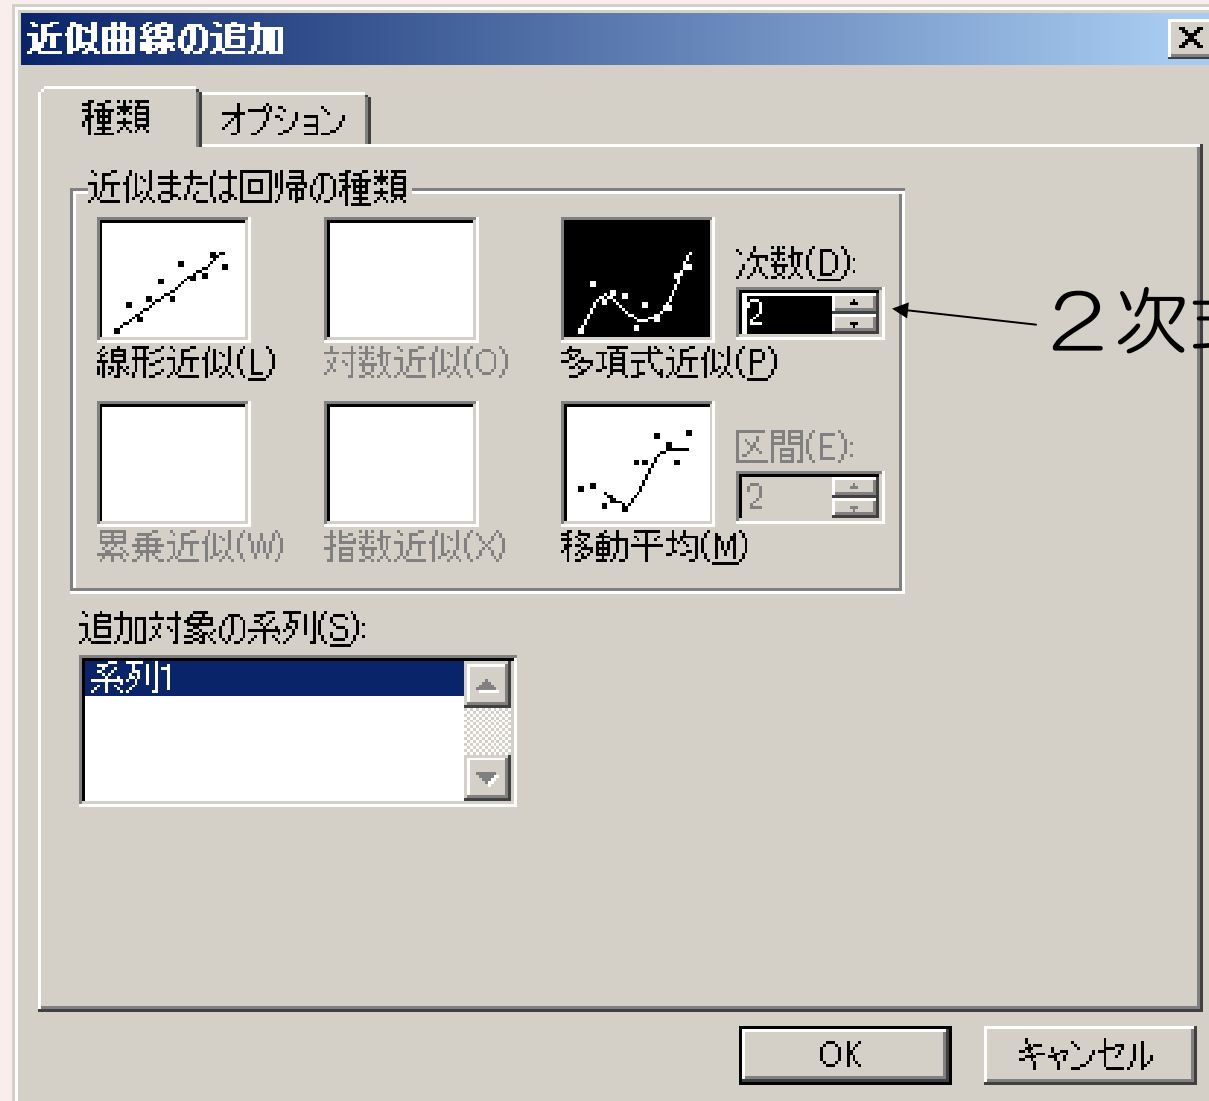 近似曲線の追加
種類
オプション
近似または回帰の種類
線形近似(L)
対数近似(O)
多項式近似(P)
次数(D):
2
２次
累乗近似(W)
指数近似(X)
移動平均(M)
区間(E):
2
追加対象の系列(S):
系列1
OK
キャンセル